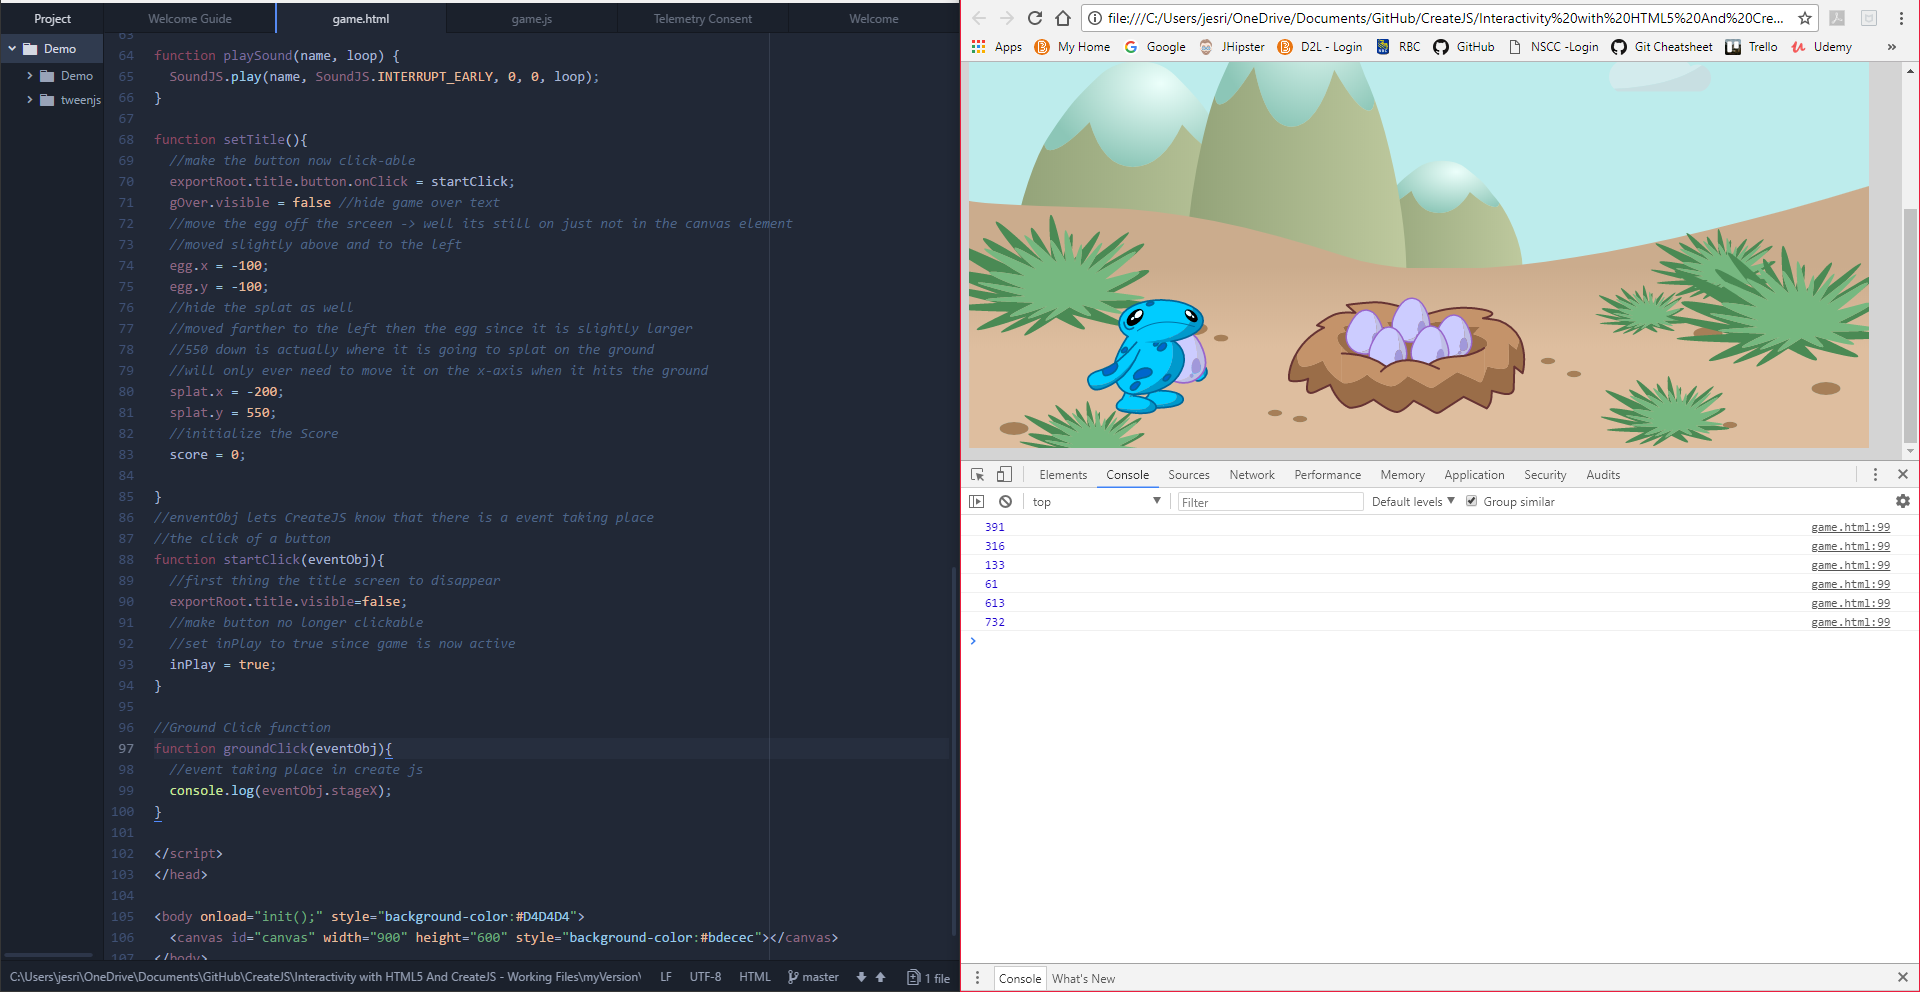 Project
Welcome Guide
game.html
game.js
Telemetry Consent
Welcome
Demo
Demo
tweenjs
63
64 function playSound(name, loop) {
65 SoundJS.play(name, SoundJS.INTERRUPT_EARLY, 0, 0, loop);
66 }
67
68 function setTitle(){
69 //make the button now click-able
70 exportRoot.title.button.onClick = startClick;
71 gOver.visible = false //hide game over text
72 //move the egg off the srceen -> well its still on just not in the canvas element
73 //moved slightly above and to the left
74 egg.x = -100;
75 egg.y = -100;
76 //hide the splat as well
77 //moved farther to the left then the egg since it is slightly larger
78 //550 down is actually where it is going to splat on the ground
79 //will only ever need to move it on the x-axis when it hits the ground
80 splat.x = -200;
81 splat.y = 550;
82 //initialize the Score
83 score = 0;
84
85 }
86 //enventObj lets CreateJS know that there is a event taking place
87 //the click of a button
88 function startClick(eventObj){
89 //first thing the title screen to disappear
90 exportRoot.title.visible=false;
91 //make button no longer clickable
92 //set inPlay to true since game is now active
93 inPlay = true;
94 }
95
96 //Ground Click function
97 function groundClick(eventObj){
98 //event taking place in create js
99 console.log(eventObj.stageX);
100 }
101
102 </script>
103 </head>
104
105 <body onload="init();" style="background-color:#D4D4D4">
106 <canvas id="canvas" width="900" height="600" style="background-color:#bdecec"></canvas>
107 </body>
C:\Users\jesri\OneDrive\Documents\GitHub\CreateJS\Interactivity with HTML5 And CreateJS - Working Files\myVersion\
LF
UTF-8
HTML
master
1 file
file:///C:/Users/jesri/OneDrive/Documents/GitHub/CreateJS/Interactivity%20with%20HTML5%20And%20Cre...
Apps
My Home
Google
JHipster
D2L - Login
RBC
GitHub
NSCC -Login
Git Cheatsheet
Trello
Udemy
»
Elements
Console
Sources
Network
Performance
Memory
Application
Security
Audits
top
Filter
Default levels
Group similar
391 game.html:99
316 game.html:99
133 game.html:99
61 game.html:99
613 game.html:99
732 game.html:99
Console
What's New